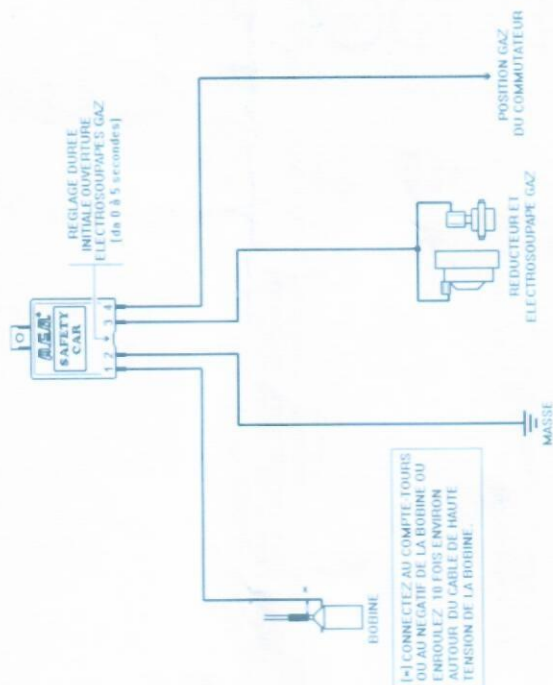 REGLAGE DUREE
INITIALE OUVERTURE
ELECTROSOUPAPES GAZ
(da 0 à 5 secondes)
SAFETY
CAR
1 2 * 3 4
POSITION GAZ
DU COMMUTATEUR
REDUCTEUR ET
ELECTROSOUPAPE GAZ
MASSE
BOBINE
*
(*) CONNECTEZ AU COMPTE-TOURS
OU AU NEGATIF DE LA BOBINE OU
ENROULEZ 10 FOIS ENVIRON
AUTOUR DU CABLE DE HAUTE
TENSION DE LA BOBINE.